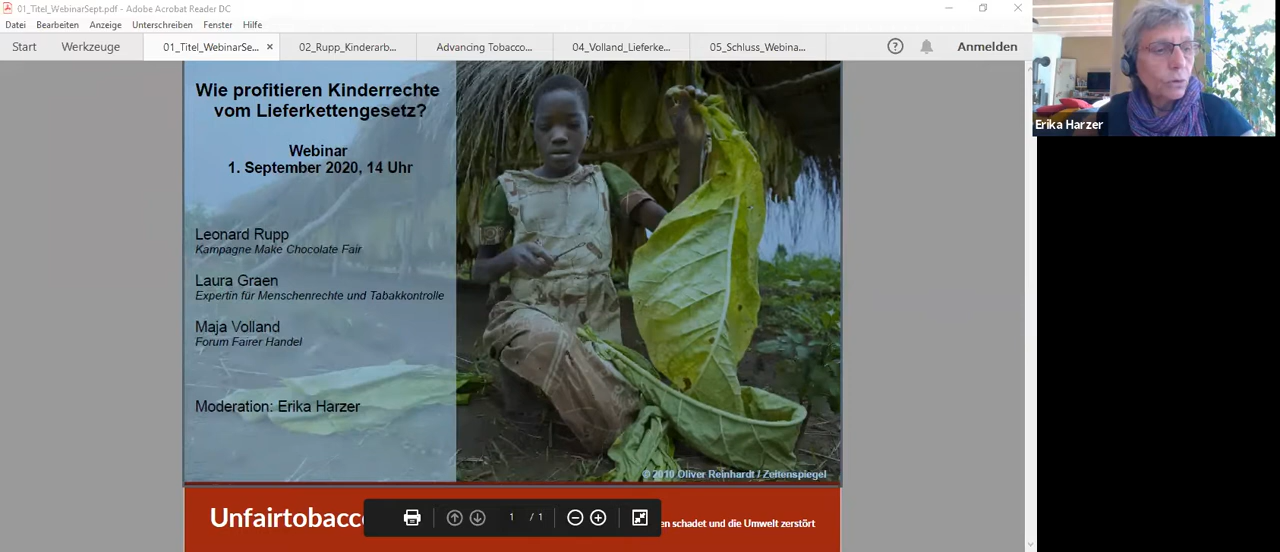 01_Titel_WebinarSept.pdf - Adobe Acrobat Reader DC
Datei Bearbeiten Anzeige Unterschreiben Fenster Hilfe
Start Werkzeuge 01_Titel_WebinarSe... × 02_Rupp_Kinderarb... Advancing Tobacco... 04_Volland_Lieferke... 05_Schluss_Webina... Anmelden
Erika Harzer
Wie profitieren Kinderrechte
vom Lieferkettengesetz?
Webinar
1. September 2020, 14 Uhr
Leonard Rupp
Kampagne Make Chocolate Fair
Laura Graen
Expertin für Menschenrechte und Tabakkontrolle
Maja Volland
Forum Fairer Handel
Moderation: Erika Harzer
© 2010 Oliver Reinhardt / Zeitenspiegel
Unfairtobacc
1 / 1
en schadet und die Umwelt zerstört